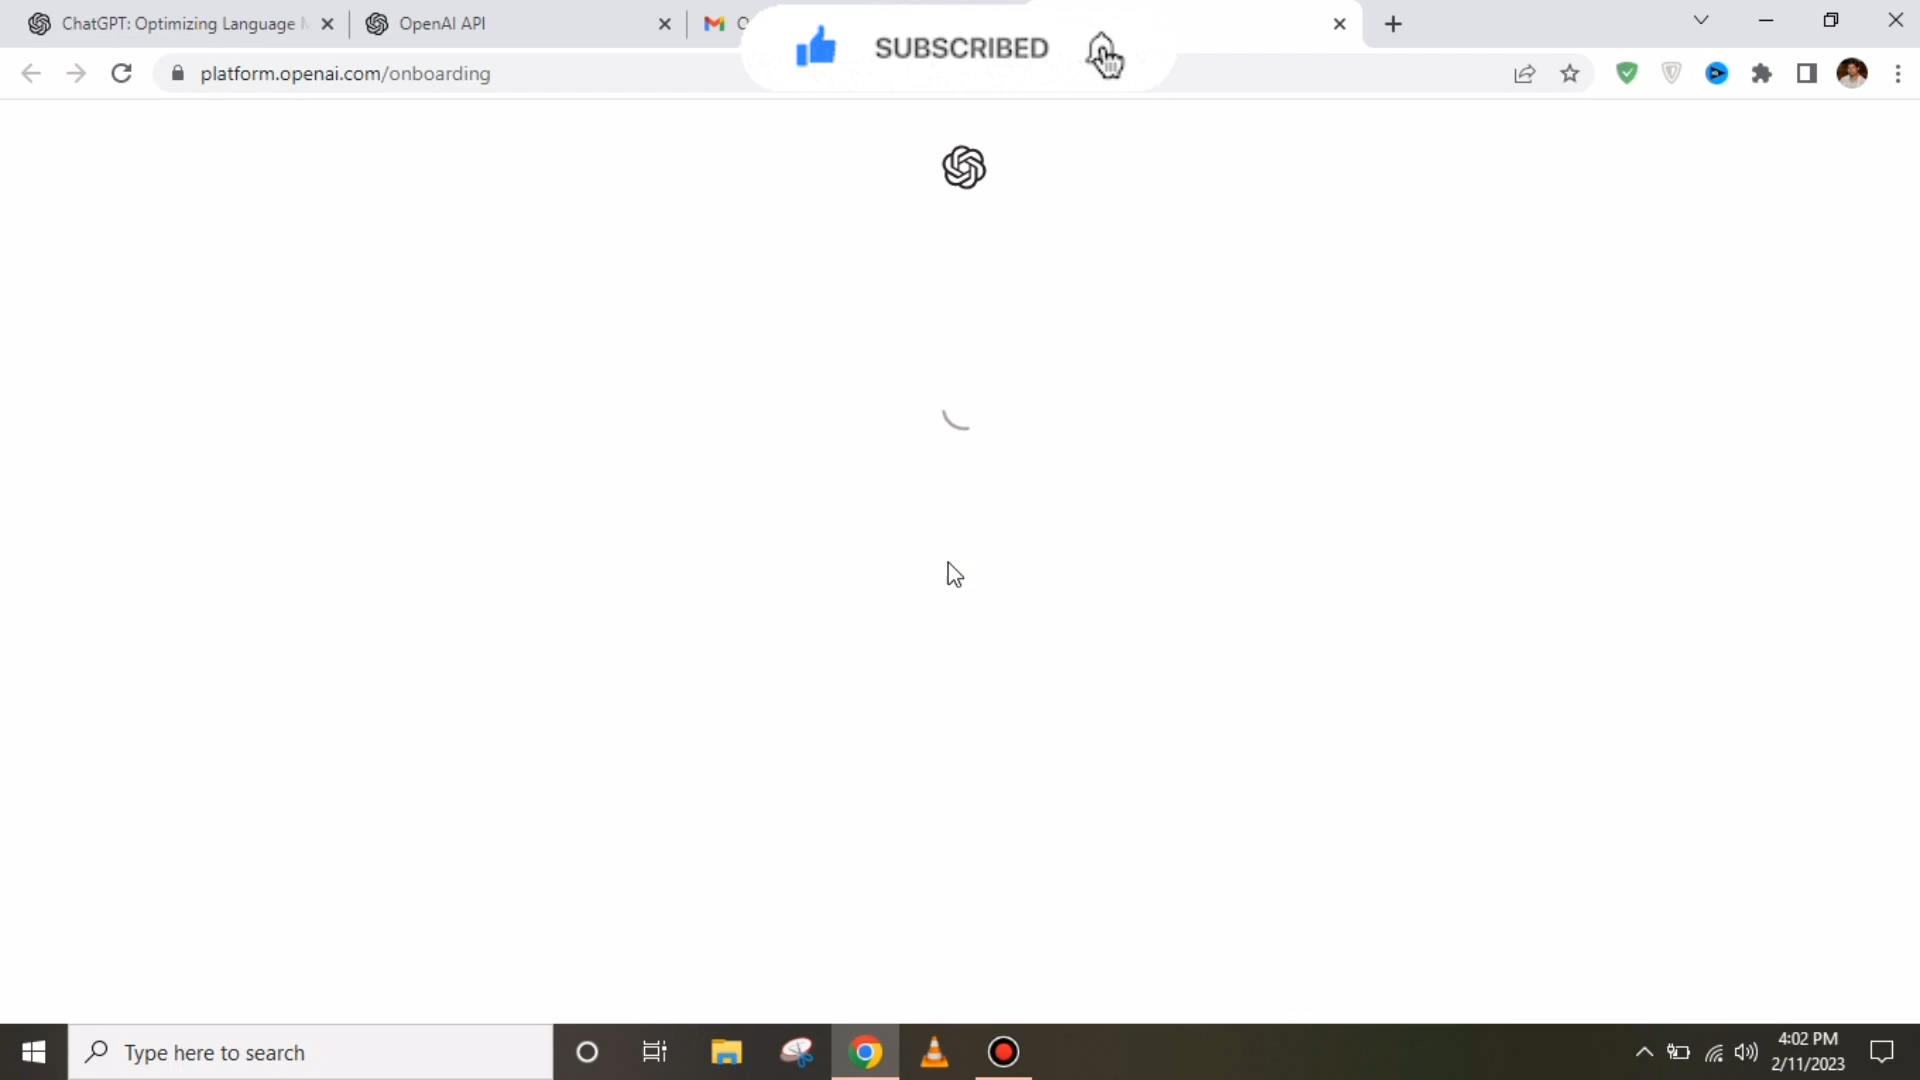 ChatGPT: Optimizing Language
OpenAI API
SUBSCRIBED
platform.openai.com/onboarding
Type here to search
4:02 PM
2/11/2023